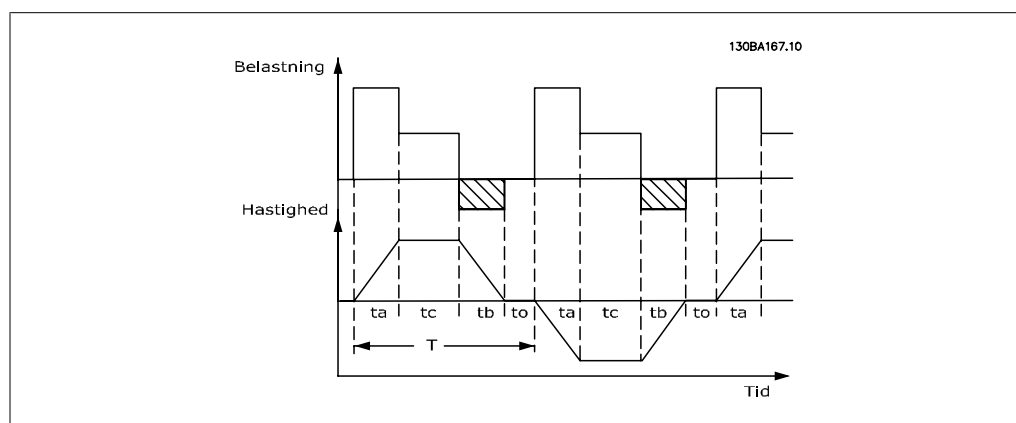 130BA167.10
Belastning
Hastighed
ta tc tb to ta tc tb to ta
T
Tid